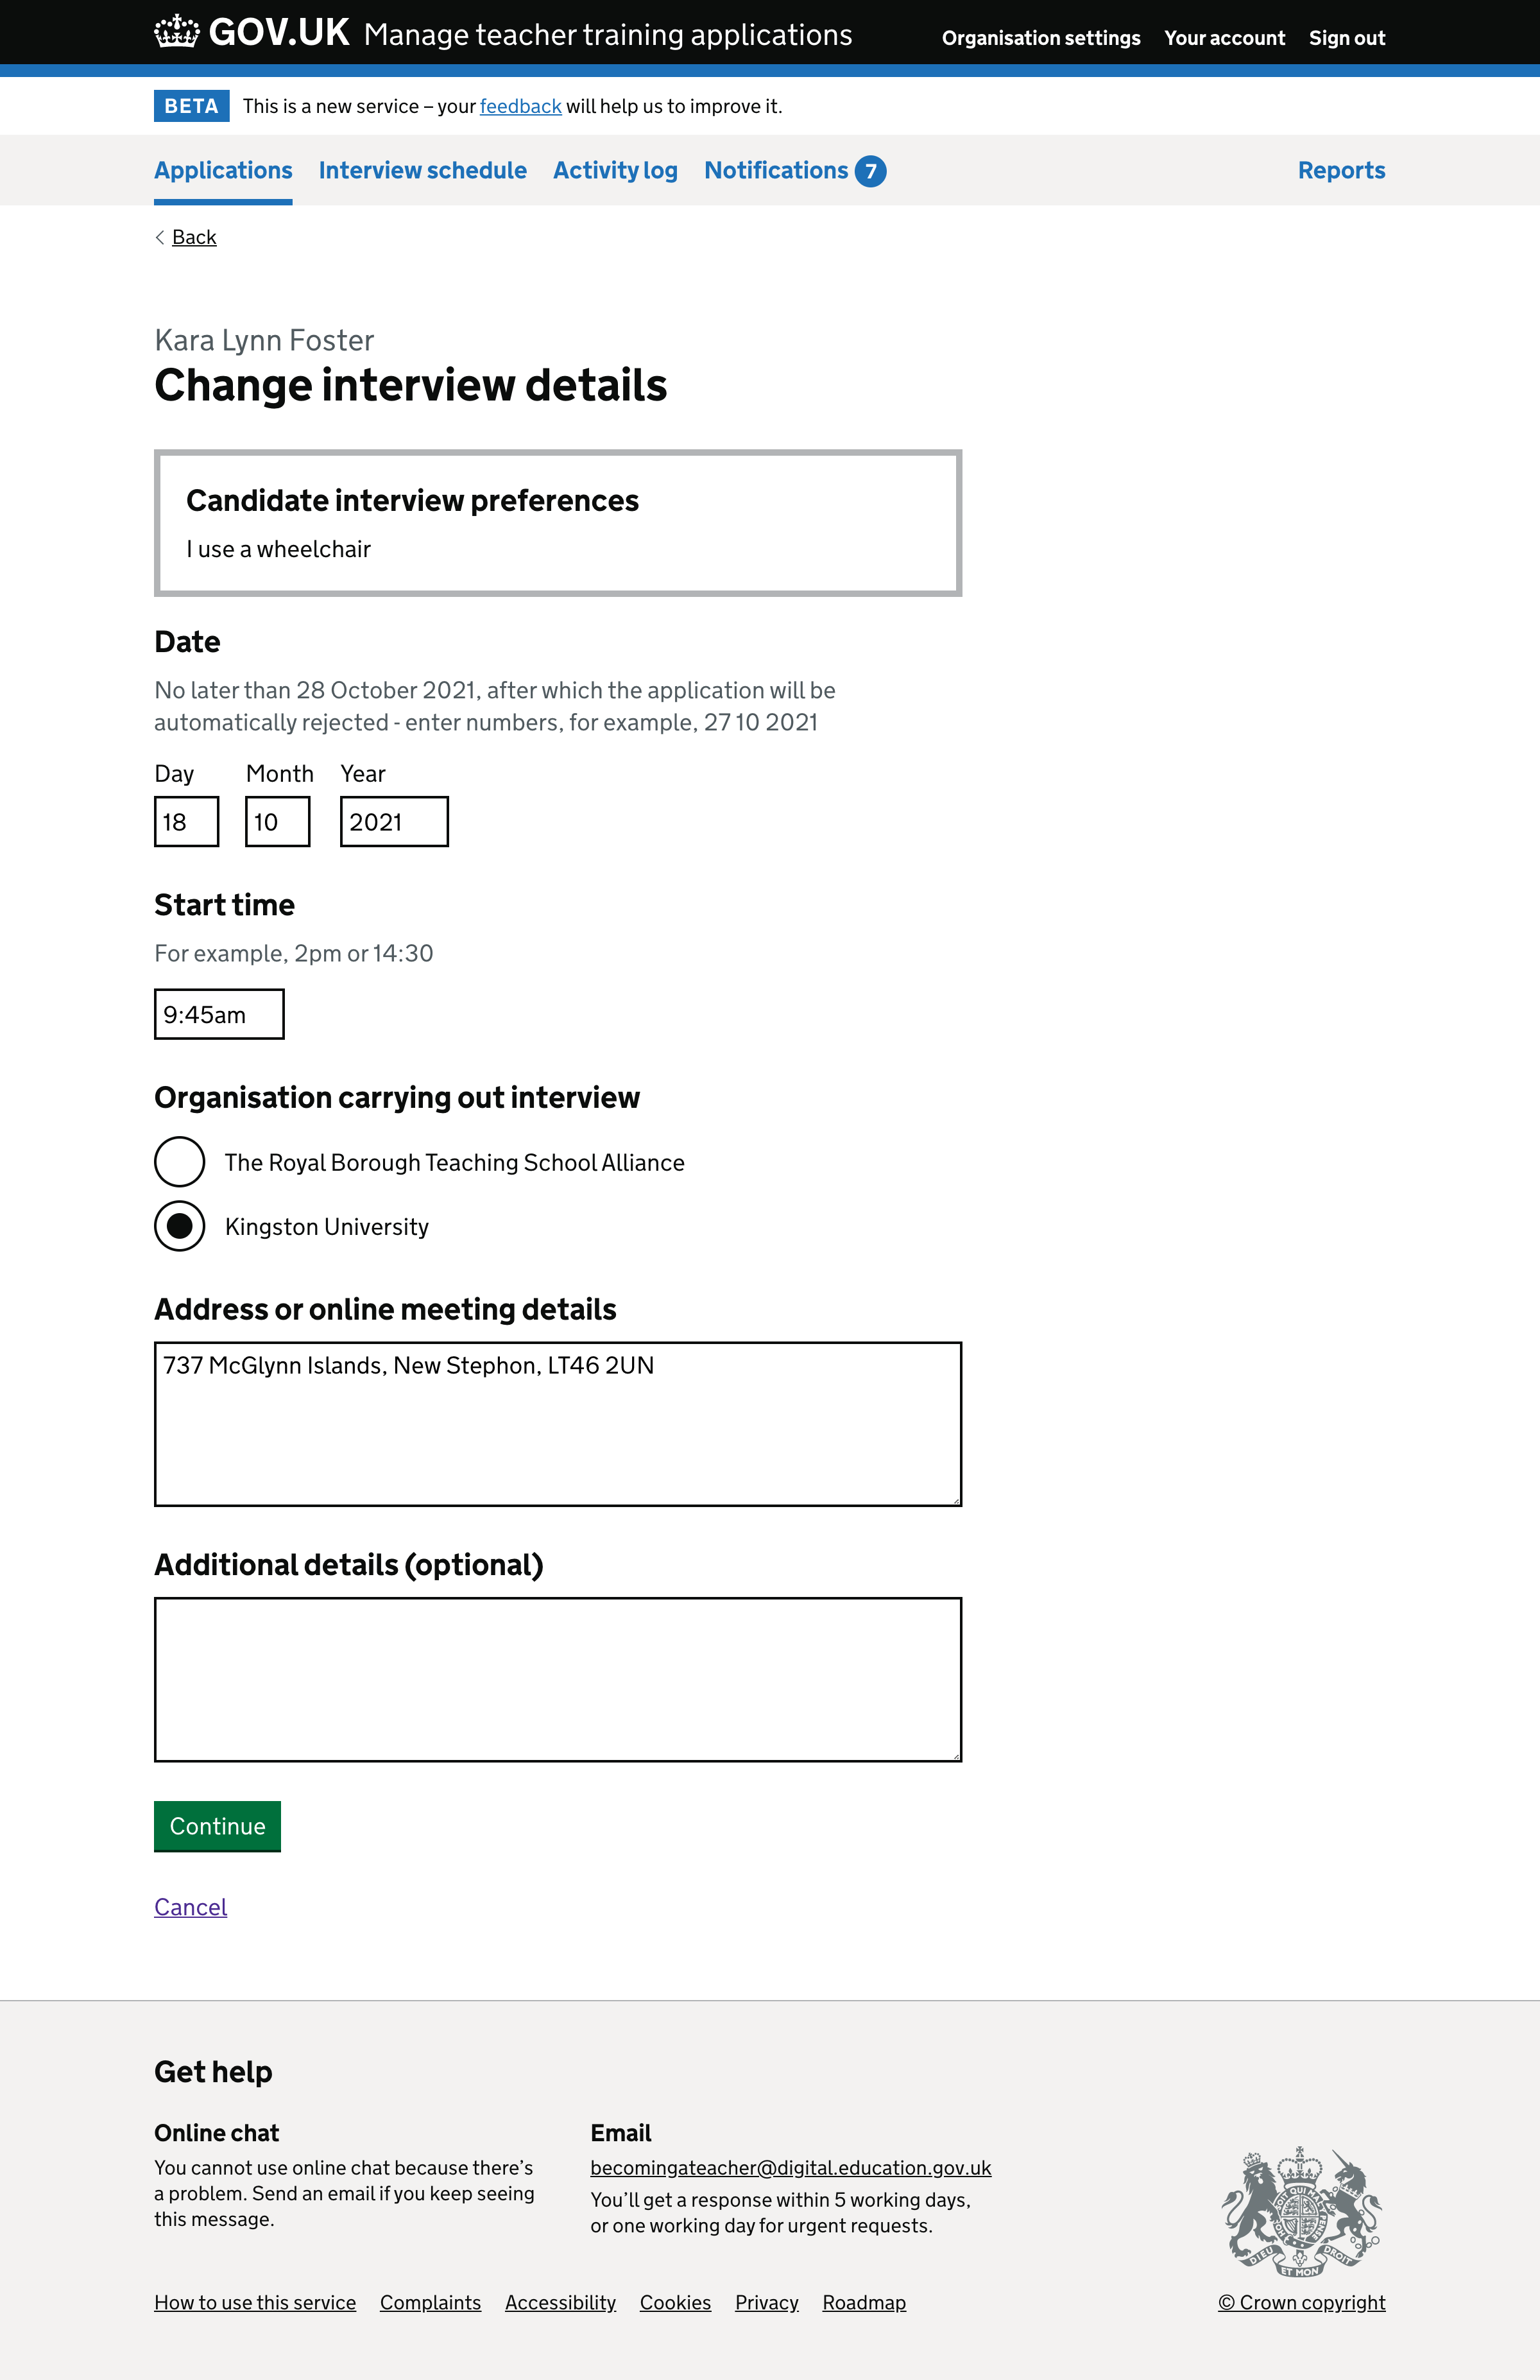 GOV.UK Manage teacher training applications Organisation settings Your account Sign out
BETA This is a new service – your feedback will help us to improve it.
Applications Interview schedule Activity log Notifications 7 Reports
Back
Kara Lynn Foster
Change interview details
Candidate interview preferences
I use a wheelchair
Date
No later than 28 October 2021, after which the application will be
automatically rejected - enter numbers, for example, 27 10 2021
Day Month Year
18 10 2021
Start time
For example, 2pm or 14:30
9:45am
Organisation carrying out interview
The Royal Borough Teaching School Alliance
Kingston University
Address or online meeting details
737 McGlynn Islands, New Stephon, LT46 2UN
Additional details (optional)
Continue
Cancel
Get help
Online chat
You cannot use online chat because there’s
a problem. Send an email if you keep seeing
this message.
Email
becomingateacher@digital.education.gov.uk
You’ll get a response within 5 working days,
or one working day for urgent requests.
DIEU ET MON DROIT
How to use this service Complaints Accessibility Cookies Privacy Roadmap © Crown copyright